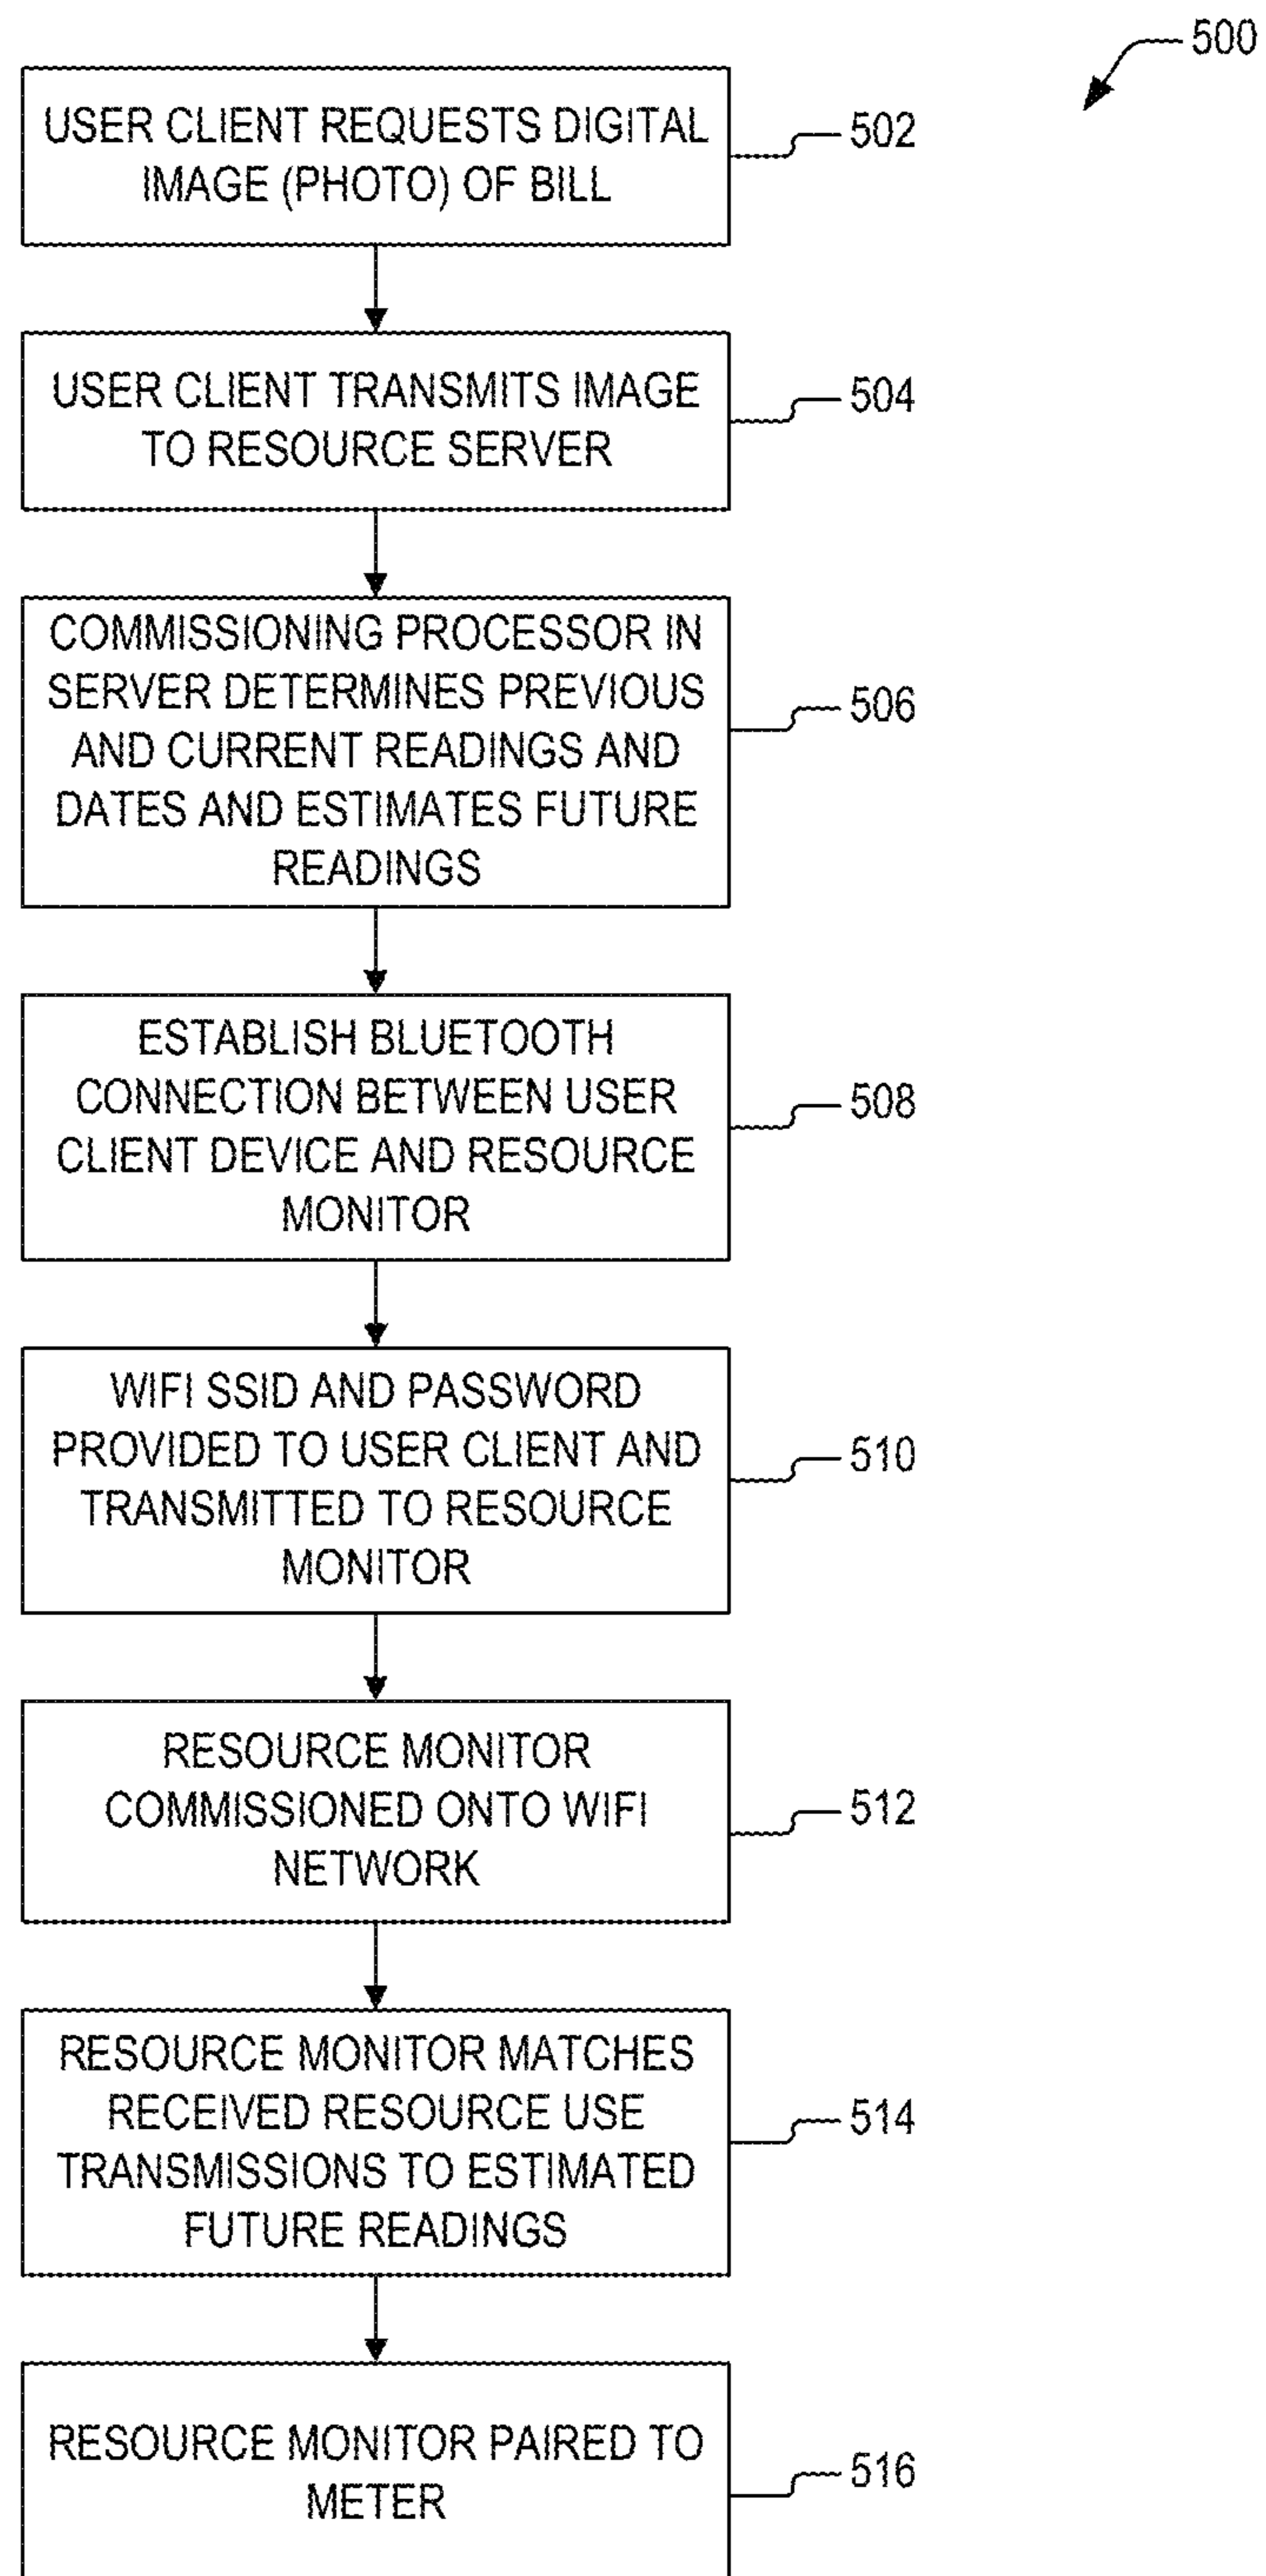 500
USER CLIENT REQUESTS DIGITAL
IMAGE (PHOTO) OF BILL
502
USER CLIENT TRANSMITS IMAGE
TO RESOURCE SERVER
504
COMMISSIONING PROCESSOR IN
SERVER DETERMINES PREVIOUS
AND CURRENT READINGS AND
DATES AND ESTIMATES FUTURE
READINGS
506
ESTABLISH BLUETOOTH
CONNECTION BETWEEN USER
CLIENT DEVICE AND RESOURCE
MONITOR
508
WIFI SSID AND PASSWORD
PROVIDED TO USER CLIENT AND
TRANSMITTED TO RESOURCE
MONITOR
510
RESOURCE MONITOR
COMMISSIONED ONTO WIFI
NETWORK
512
RESOURCE MONITOR MATCHES
RECEIVED RESOURCE USE
TRANSMISSIONS TO ESTIMATED
FUTURE READINGS
514
RESOURCE MONITOR PAIRED TO
METER
516